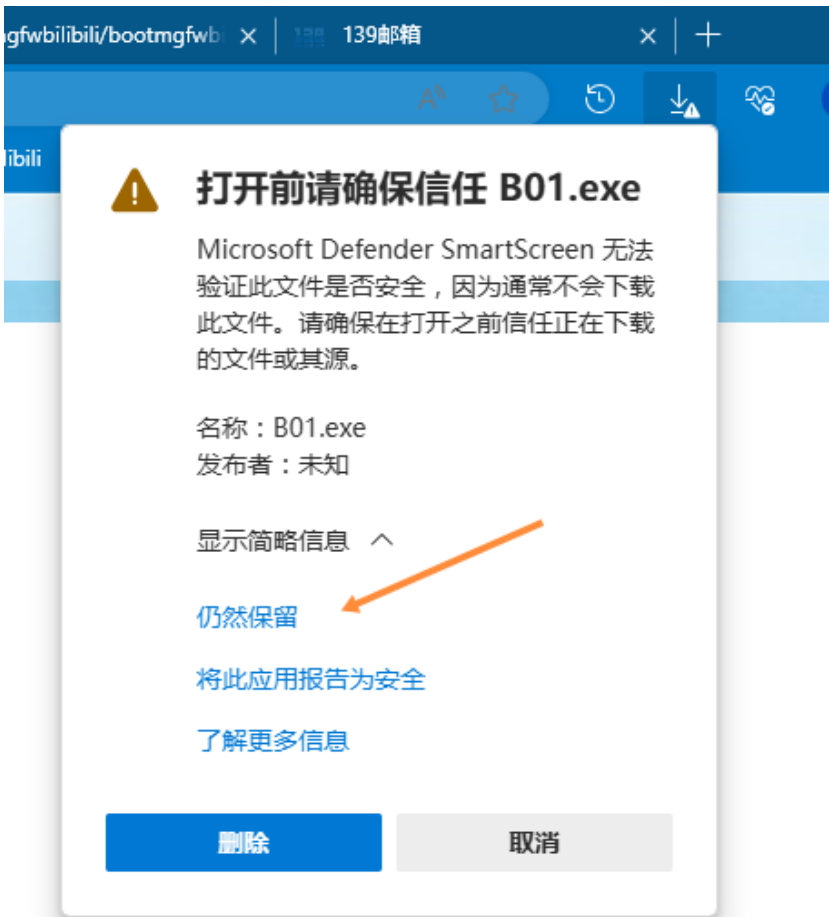 gfwbilibili/bootmgfwb
139邮箱
libili
打开前请确保信任 B01.exe
Microsoft Defender SmartScreen 无法
验证此文件是否安全，因为通常不会下载
此文件。请确保在打开之前信任正在下载
的文件或其源。
名称：B01.exe
发布者：未知
显示简略信息
仍然保留
将此应用报告为安全
了解更多信息
删除
取消